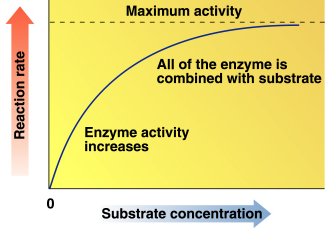 Maximum activity
Reaction rate
All of the enzyme is
combined with substrate
Enzyme activity
increases
0
Substrate concentration